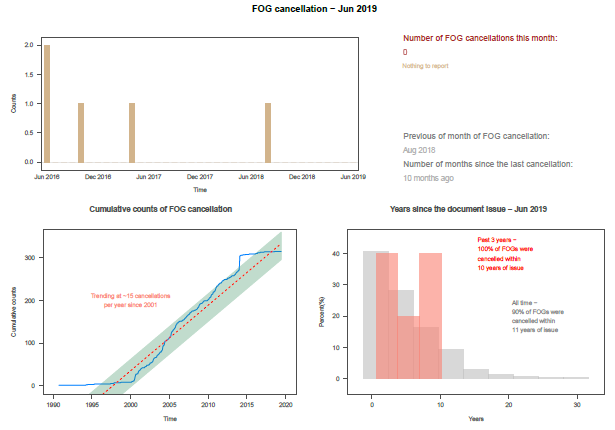 FOG cancellation − Jun 2019
Counts
2.0
1.5
1.0
0.5
0.0
Jun 2016
Dec 2016
Jun 2017
Dec 2017
Jun 2018
Dec 2018
Jun 2019
Time
Number of FOG cancellations this month:
0
Nothing to report
Previous of month of FOG cancellation:
Aug 2018
Number of months since the last cancellation:
10 months ago
Cumulative counts of FOG cancellation
Cumulative counts
300
200
100
0
Trending at ~15 cancellations
per year since 2001
1990
1995
2000
2005
2010
2015
2020
Time
Years since the document issue − Jun 2019
Percent(%)
40
30
20
10
0
Past 3 years −
100% of FOGs were
cancelled within
10 years of issue
All time −
90% of FOGs were
cancelled within
11 years of issue
0
10
20
30
Years